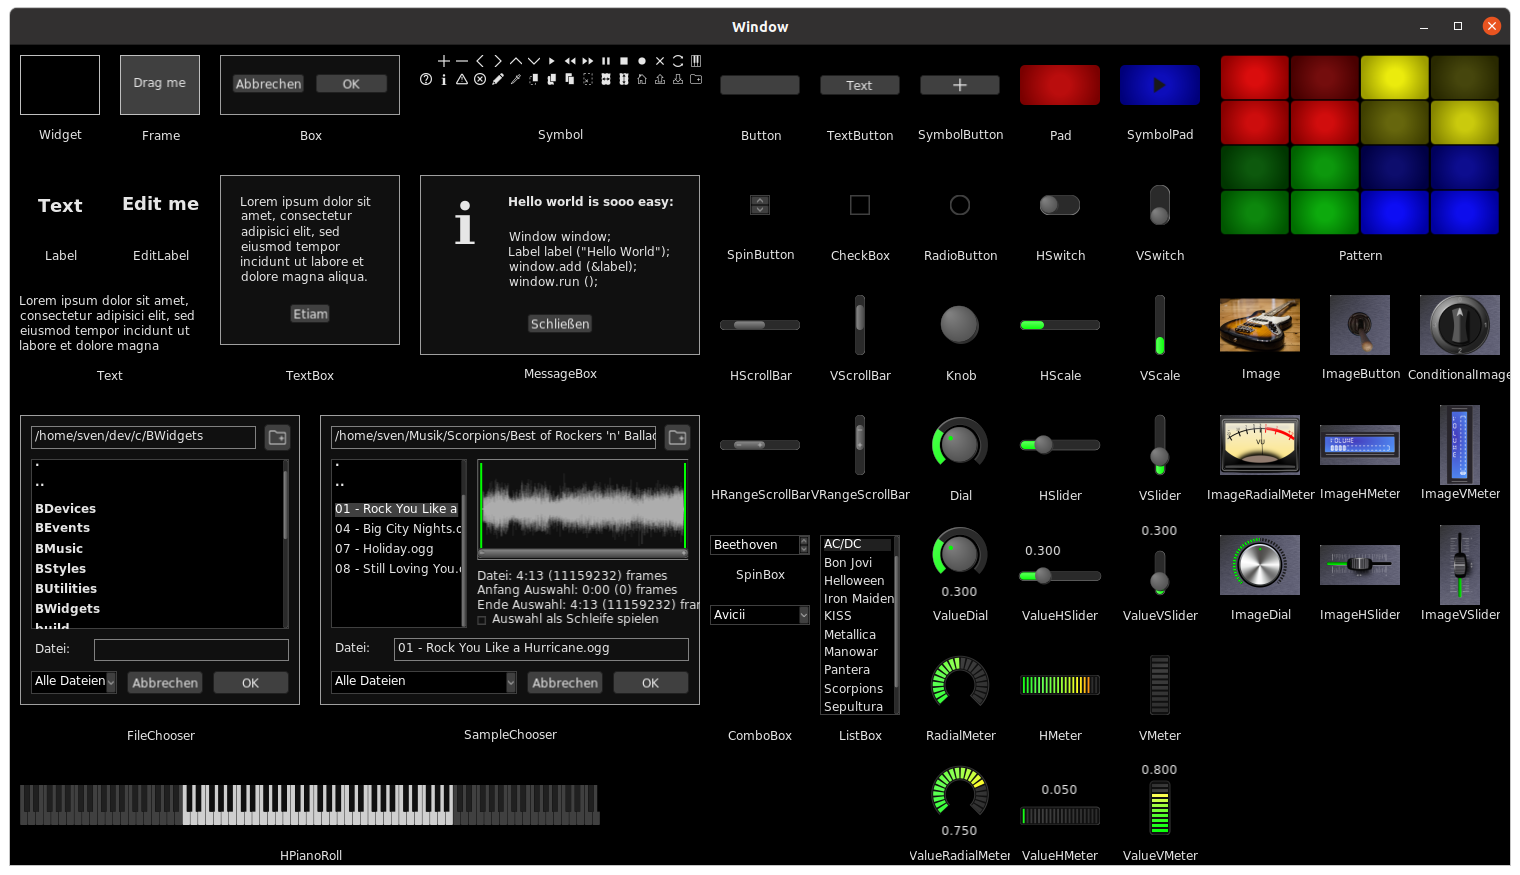 Window
Drag me
Abbrechen
OK
Text
Widget
Frame
Box
Symbol
Button
TextButton
SymbolButton
Pad
SymbolPad
Text
Edit me
Label
EditLabel
Lorem ipsum dolor sit
amet, consectetur
adipisici elit, sed
eiusmod tempor
incidunt ut labore et
dolore magna aliqua.
Etiam
Hello world is sooo easy:
Window window;
Label label ("Hello World");
window.add (&label);
window.run ();
Schließen
SpinButton
CheckBox
RadioButton
HSwitch
VSwitch
Pattern
Lorem ipsum dolor sit amet,
consectetur adipisici elit, sed
eiusmod tempor incidunt ut
labore et dolore magna
Text
TextBox
MessageBox
HScrollBar
VScrollBar
Knob
HScale
VScale
Image
ImageButton
ConditionalImage
/home/sven/dev/c/BWidgets
.
..
BDevices
BEvents
BMusic
BStyles
BUtilities
BWidgets
build
Datei:
Alle Dateien
Abbrechen
OK
FileChooser
/home/sven/Musik/Scorpions/Best of Rockers 'n' Ballad
.
..
01 - Rock You Like a
04 - Big City Nights.o
07 - Holiday.ogg
08 - Still Loving You.o
Datei: 4:13 (11159232) frames
Anfang Auswahl: 0:00 (0) frames
Ende Auswahl: 4:13 (11159232) fram
Auswahl als Schleife spielen
Datei:
01 - Rock You Like a Hurricane.ogg
Alle Dateien
Abbrechen
OK
SampleChooser
HRangeScrollBar
VRangeScrollBar
Dial
HSlider
VSlider
VU
VOLUME
VOLUME
ImageRadialMeter
ImageHMeter
ImageVMeter
Beethoven
SpinBox
Avicii
ComboBox
AC/DC
Bon Jovi
Helloween
Iron Maiden
KISS
Metallica
Manowar
Pantera
Scorpions
Sepultura
ListBox
0.300
ValueDial
0.300
ValueHSlider
0.300
ValueVSlider
ImageDial
ImageHSlider
ImageVSlider
RadialMeter
HMeter
VMeter
HPianoRoll
0.750
ValueRadialMeter
0.050
ValueHMeter
0.800
ValueVMeter